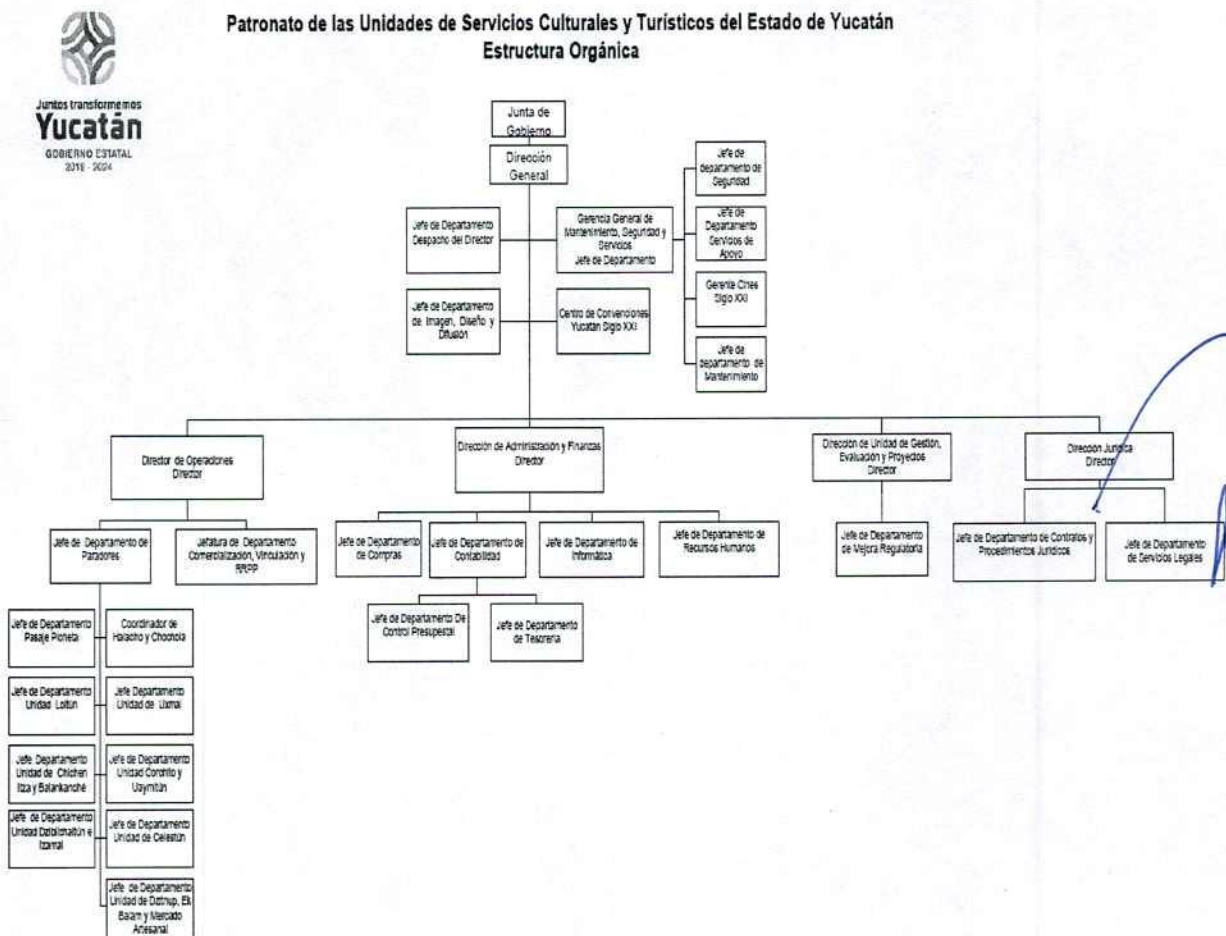 Patronato de las Unidades de Servicios Culturales y Turísticos del Estado de Yucatán
Estructura Orgánica
Juntos transformemos
Yucatán
GOBIERNO ESTATAL
2018 - 2024
Junta de
Gobierno
Dirección
General
Jefe de Departamento
Despacho del Director
Gerencia General de
Mantenimiento, Seguridad y
Servicios
Jefe de Departamento
Jefe de
departamento de
Seguridad
Jefe de
Departamento
Servicios de
Apoyo
Gerente Cines
Siglo XXI
Jefe de
departamento de
Mantenimiento
Jefe de Departamento
de Imagen, Diseño y
Difusión
Centro de Convenciones
Yucatán Siglo XXI
Director de Operaciones
Director
Dirección de Administración y Finanzas
Director
Dirección de Unidad de Gestión,
Evaluación y Proyectos
Director
Dirección Jurídica
Director
Jefe de Departamento de
Paradores
Jefatura de Departamento
Comercialización, Vinculación y
RRPP
Jefe de Departamento
de Compras
Jefe de Departamento de
Contabilidad
Jefe de Departamento de
Informática
Jefe de Departamento de
Recursos Humanos
Jefe de Departamento
de Mejora Regulatoria
Jefe de Departamento de Contratos y
Procedimientos Jurídicos
Jefe de Departamento
de Servicios Legales
Jefe de Departamento De
Control Presupestal
Jefe de Departamento
de Tesorería
Jefe de Departamento
Pasaje Picheta
Coordinador de
Halacho y Chochola
Jefe de Departamento
Unidad Loltún
Jefe de Departamento
Unidad de Uxmal
Jefe Departamento
Unidad de Chichen
Itza y Balankanché
Jefe de Departamento
Unidad Corchito y
Uaymitún
Jefe de Departamento
Unidad Dzibilchaltún e
Izamal
Jefe de Departamento
Unidad de Celestún
Jefe de Departamento
Unidad de Dzitnup, Ek
Balam y Mercado
Artesanal